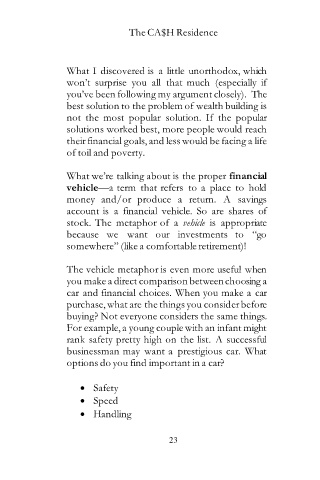 The CA$H Residence
What I discovered is a little unorthodox, which
won't surprise you all that much (especially if
you've been following my argument closely). The
best solution to the problem of wealth building is
not the most popular solution. If the popular
solutions worked best, more people would reach
their financial goals, and less would be facing a life
of toil and poverty.
What we're talking about is the proper financial
vehicle—a term that refers to a place to hold
money and/or produce a return. A savings
account is a financial vehicle. So are shares of
stock. The metaphor of a vehicle is appropriate
because we want our investments to "go
somewhere" (like a comfortable retirement)!
The vehicle metaphor is even more useful when
you make a direct comparison between choosing a
car and financial choices. When you make a car
purchase, what are the things you consider before
buying? Not everyone considers the same things.
For example, a young couple with an infant might
rank safety pretty high on the list. A successful
businessman may want a prestigious car. What
options do you find important in a car?
• Safety
• Speed
• Handling
23